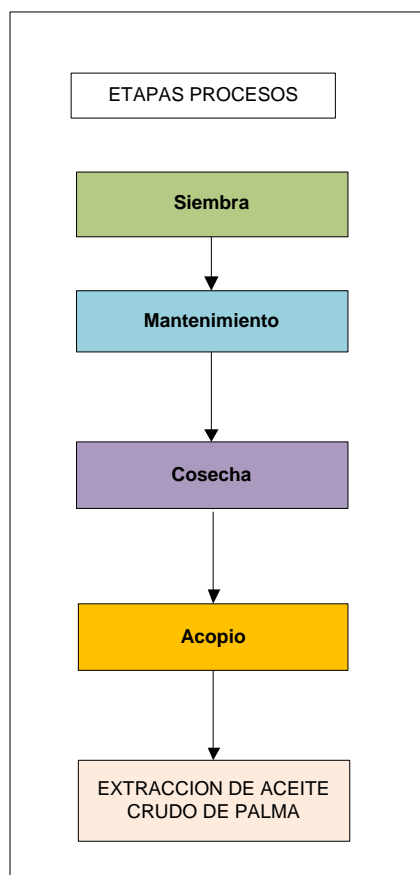 ETAPAS PROCESOS
Siembra
Mantenimiento
Cosecha
Acopio
EXTRACCION DE ACEITE
CRUDO DE PALMA